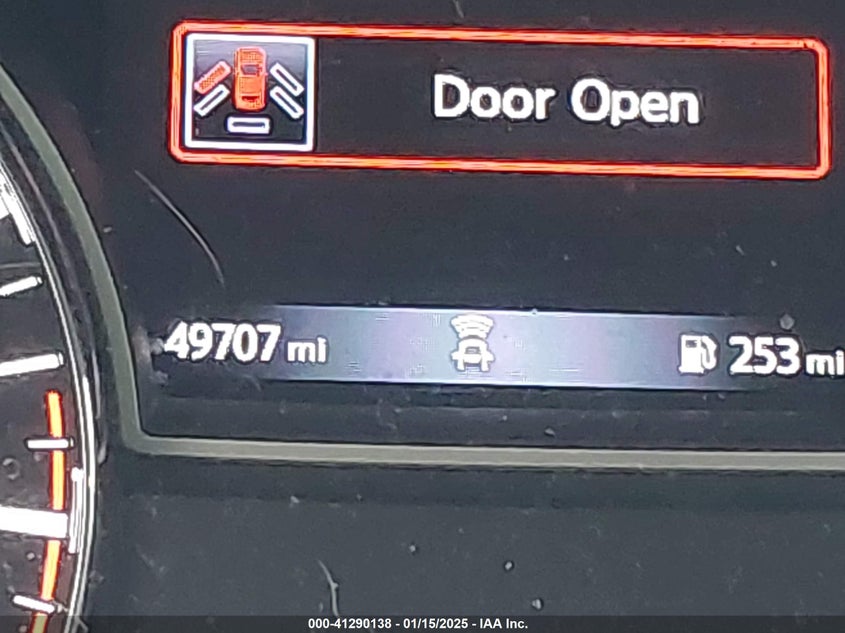 Door Open
49707 mi
253 mi
000-41290138 - 01/15/2025 - IAA Inc.